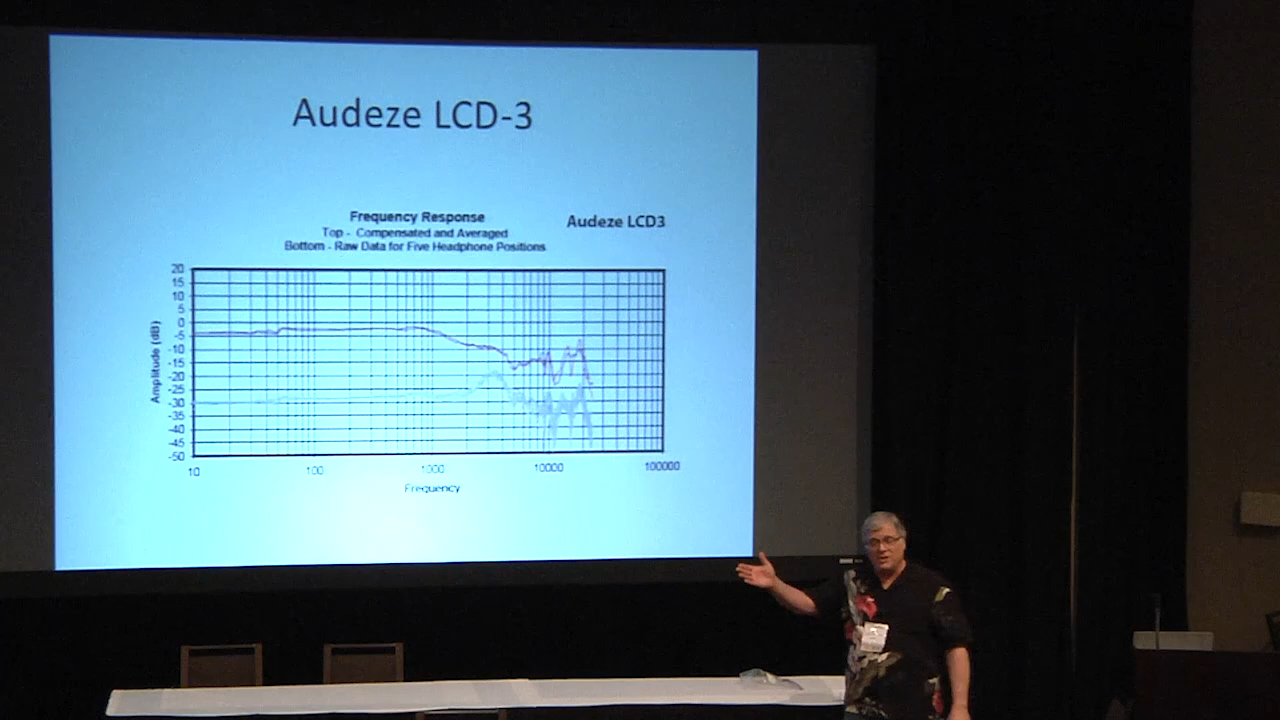 Audeze LCD-3
Frequency Response
Audeze LCD3
Top - Compensated and Averaged
Bottom - Raw Data for Five Headphone Positions
20
15
10
5
0
-5
-10
-15
-20
-25
-30
-35
-40
-45
-50
Amplitude (dB)
10 100 1000 10000 100000
Frequency